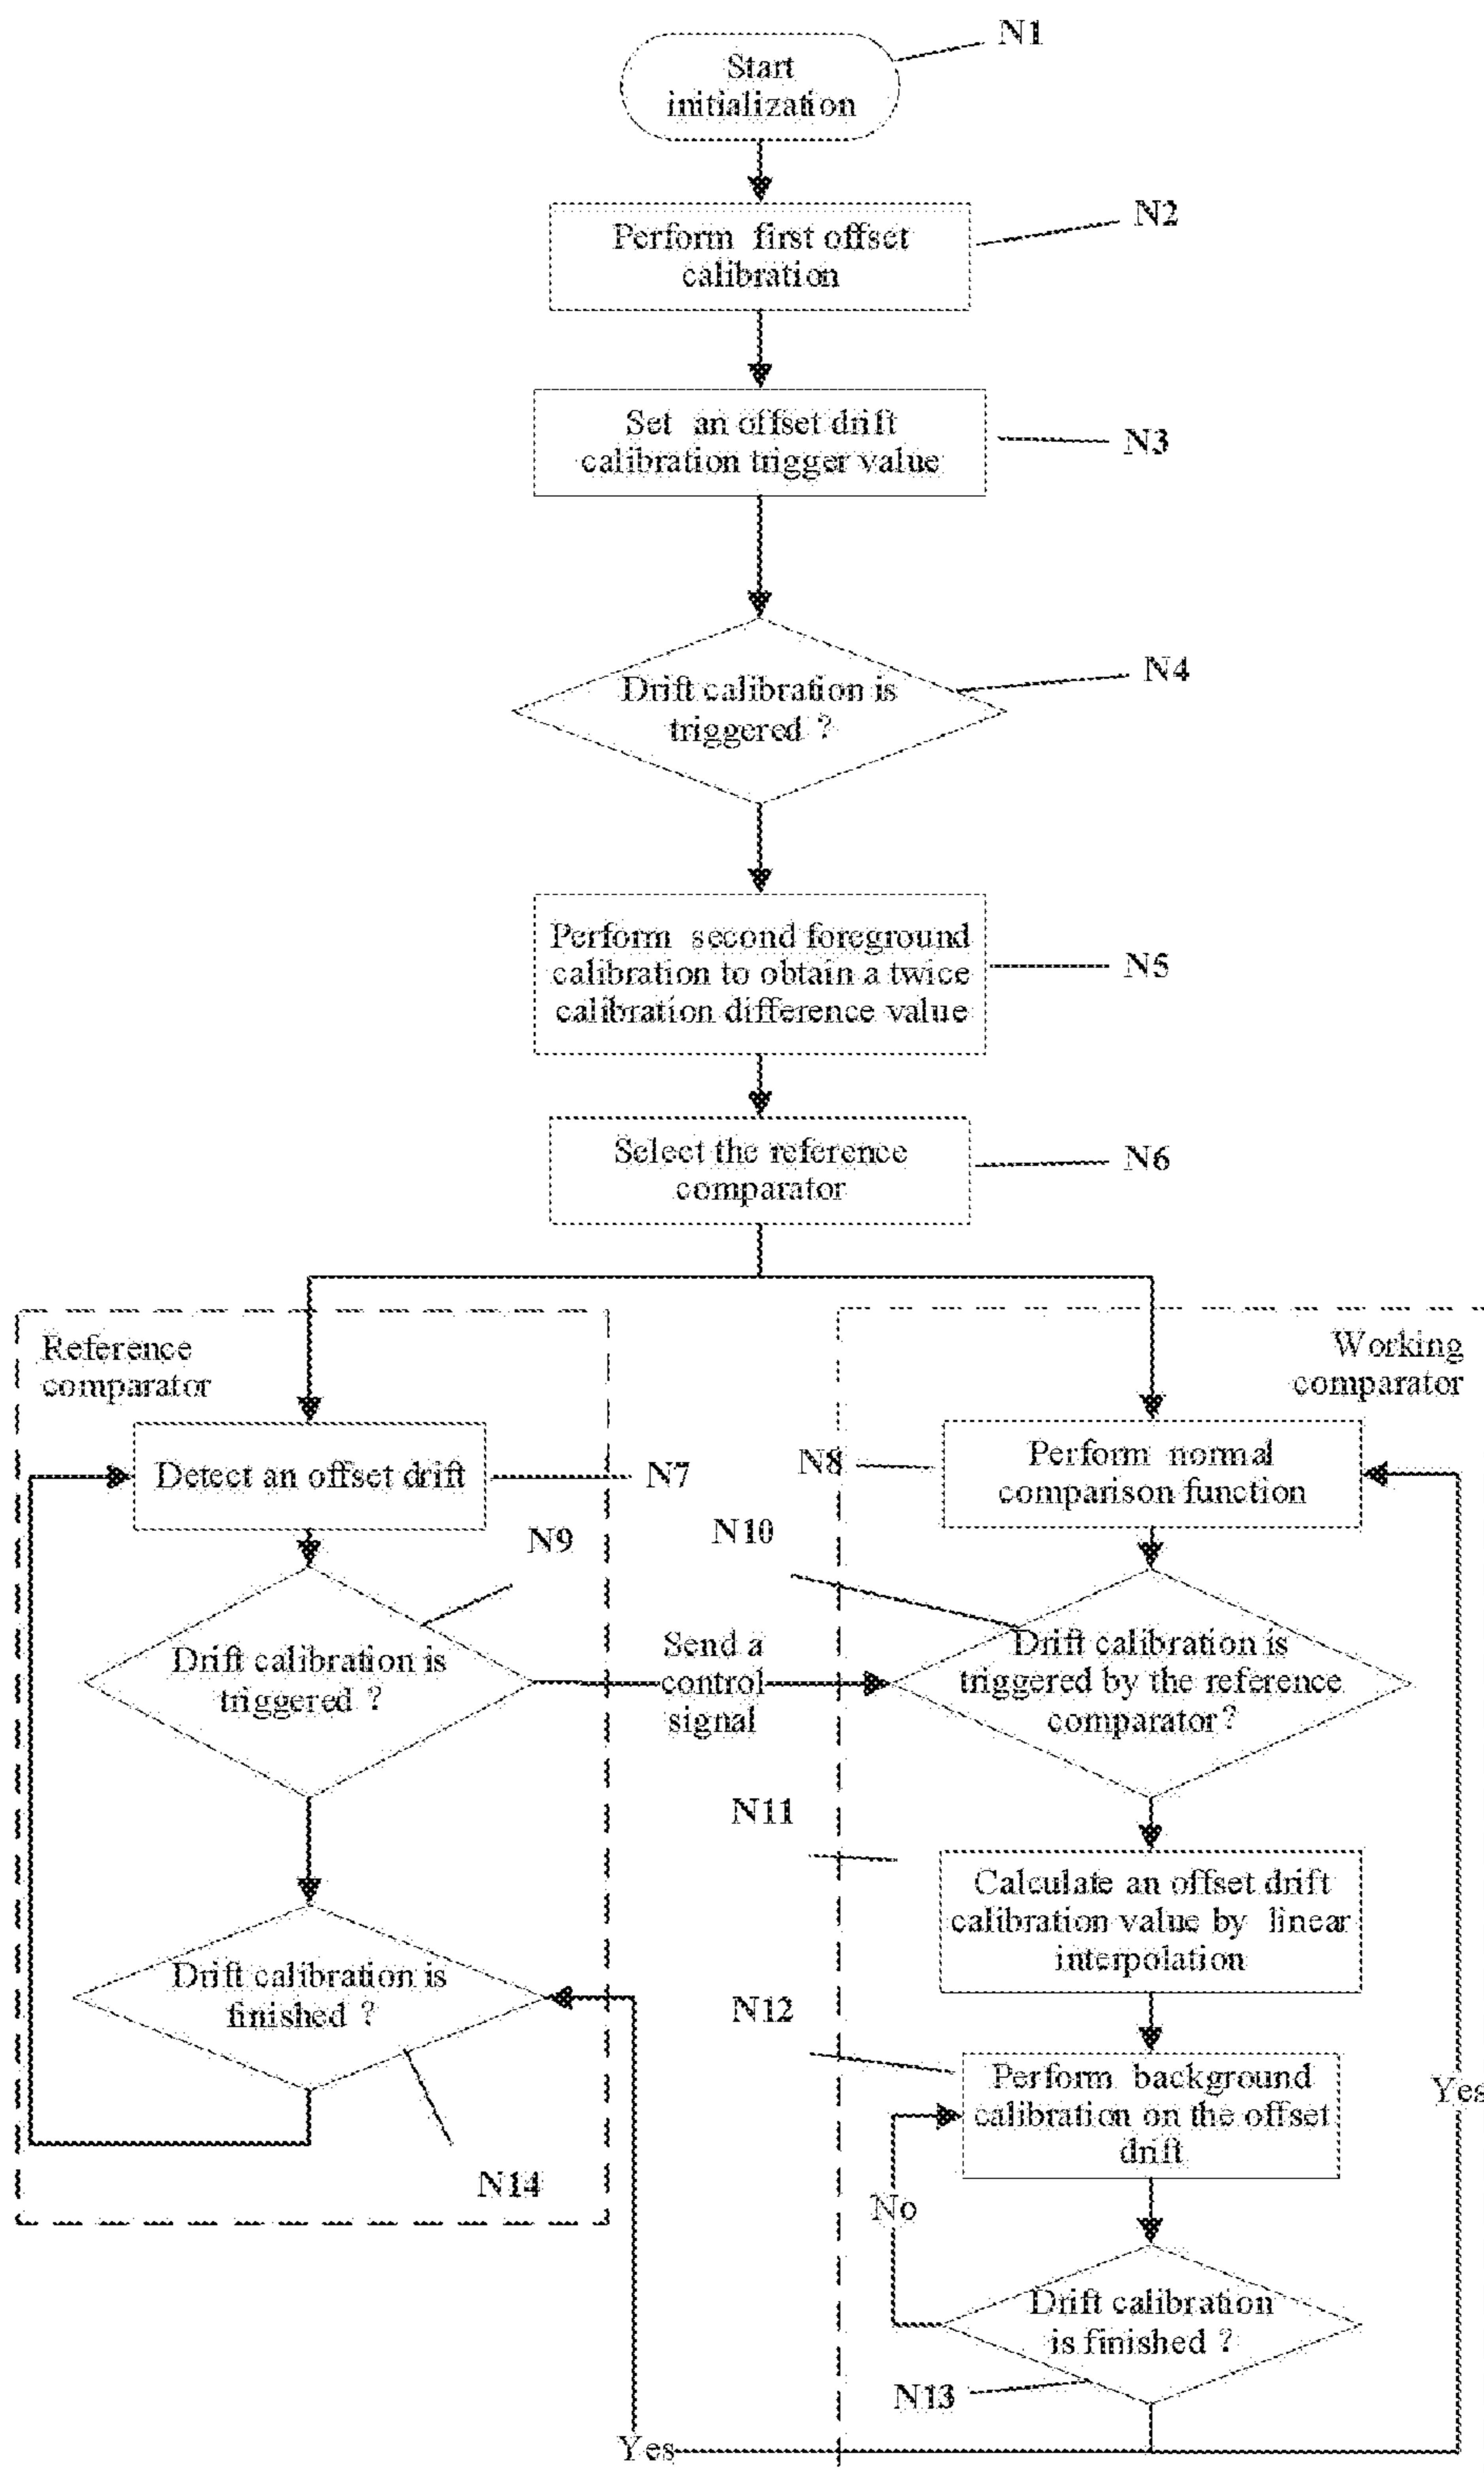 N1
Start
initialization
N2
Perform first offset
calibration
Set an offset drift
calibration trigger value
N3
N4
Drift calibration is
triggered ?
Perform second foreground
calibration to obtain a twice
calibration difference value
N5
Select the reference
comparator
N6
Reference
comparator
Working
comparator
Detect an offset drift
N7
N8
Perform normal
comparison function
N9
N10
Drift calibration is
triggered ?
Send a
control
signal
Drift calibration is
triggered by the reference
comparator?
N11
Calculate an offset drift
calibration value by linear
interpolation
Drift calibration is
finished ?
N12
Perform background
calibration on the offset
drift
Yes
N14
No
Drift calibration
is finished ?
N13
Yes